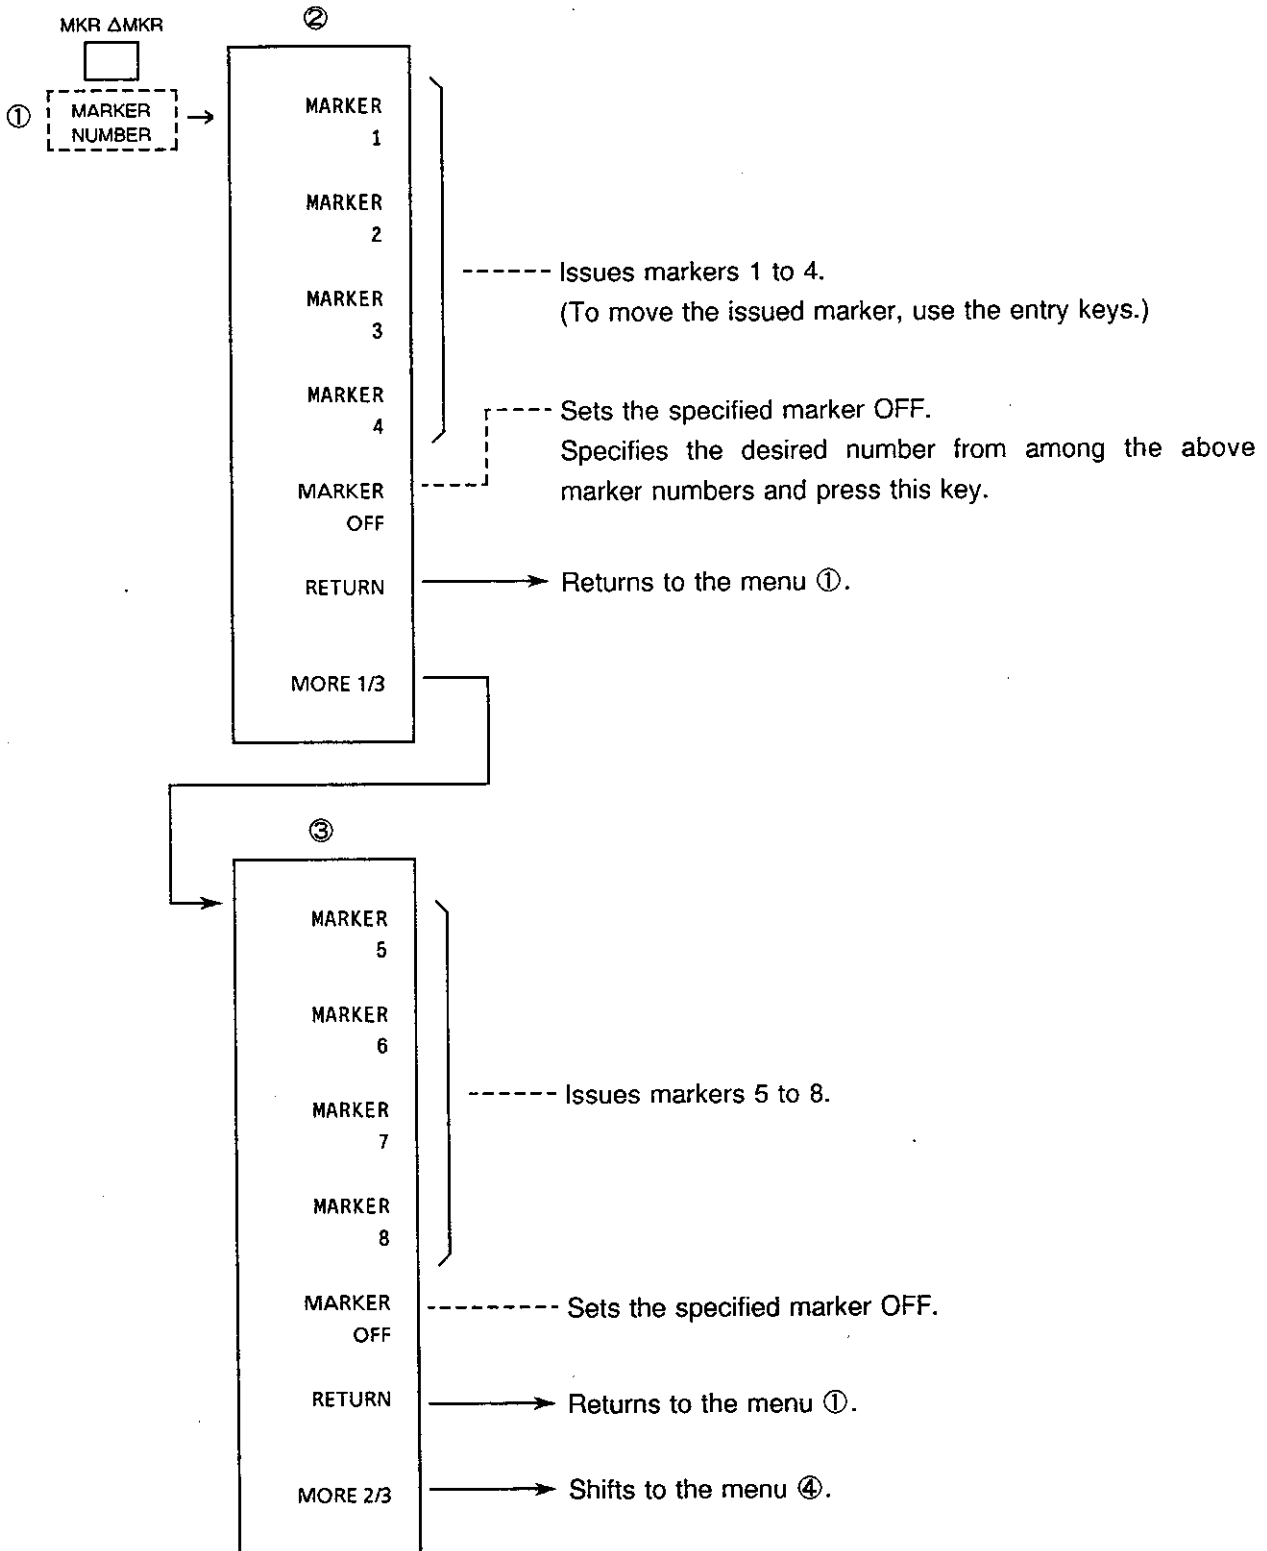 MKR ΔMKR
① MARKER
NUMBER
②
MARKER
1
MARKER
2
MARKER
3
MARKER
4
Issues markers 1 to 4.
(To move the issued marker, use the entry keys.)
MARKER
OFF
Sets the specified marker OFF.
Specifies the desired number from among the above
marker numbers and press this key.
RETURN
Returns to the menu ①.
MORE 1/3
③
MARKER
5
MARKER
6
MARKER
7
MARKER
8
Issues markers 5 to 8.
MARKER
OFF
Sets the specified marker OFF.
RETURN
Returns to the menu ①.
MORE 2/3
Shifts to the menu ④.